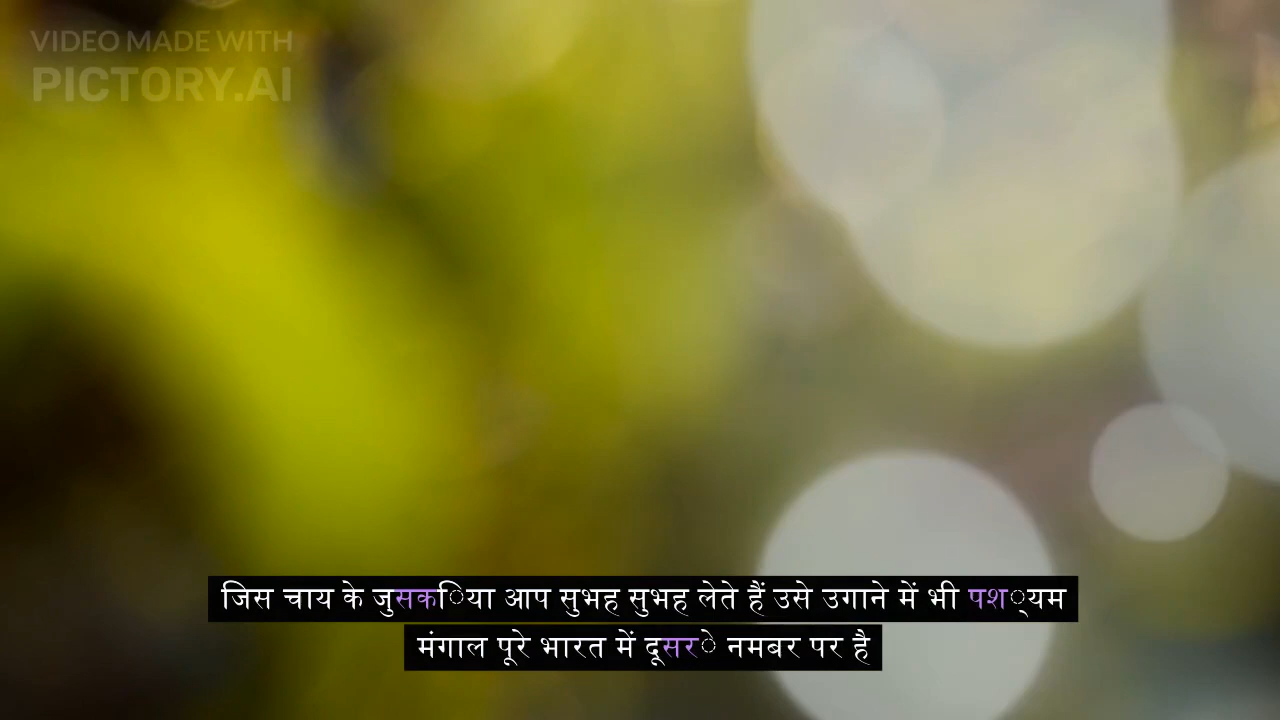 VIDEO MADE WITH
PICTORY.AI
जिस चाय के जुसकिया आप सुभह सुभह लेते हैं उसे उगाने में भी पश्यम
मंगाल पूरे भारत में दूसरे नमबर पर है